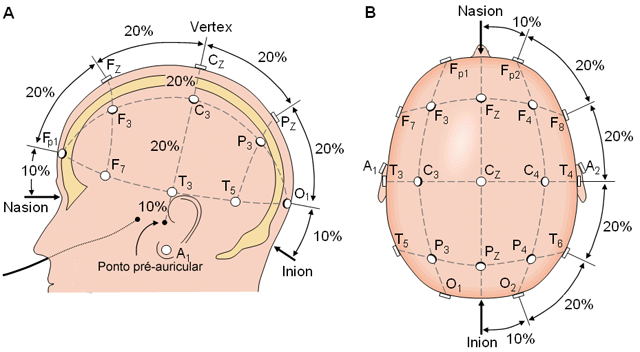 A
Vertex
20%
20%
FZ
CZ
20%
20%
20%
F3
C3
PZ
Fp1
P3
20%
20%
F7
10%
T3
T5
O1
Nasion
10%
10%
A1
Ponto pré-auricular
Inion
B
Nasion
10%
Fp1
Fp2
20%
F7
F3
FZ
F4
F8
20%
A1
T3
C3
CZ
C4
T4
A2
20%
T5
P3
PZ
P4
T6
O1
O2
20%
Inion
10%